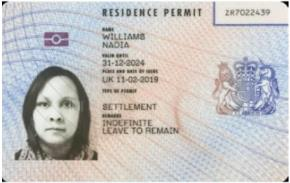 RESIDENCE PERMIT
ZR7022439
NAME
WILLIAMS
NADIA
VALID UNTIL
31-12-2024
PLACE AND DATE OF ISSUE
UK 11-02-2019
TYPE OF PERMIT
SETTLEMENT
REMARKS
INDEFINITE
LEAVE TO REMAIN